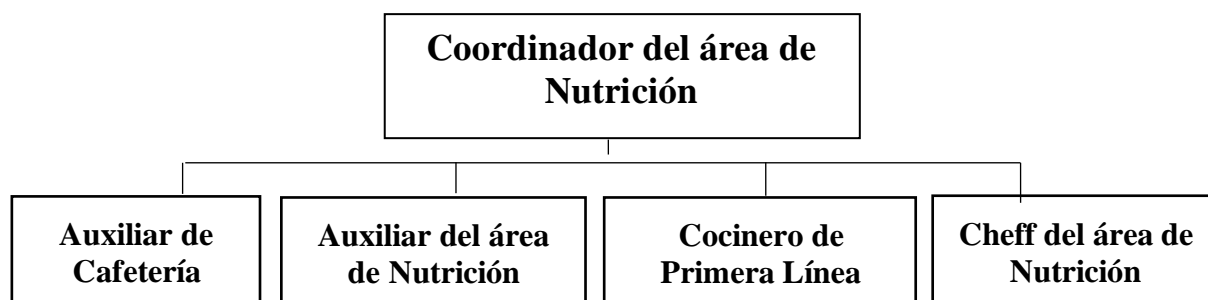 Coordinador del área de
Nutrición
Auxiliar de
Cafetería
Auxiliar del área
de Nutrición
Cocinero de
Primera Línea
Cheff del área de
Nutrición